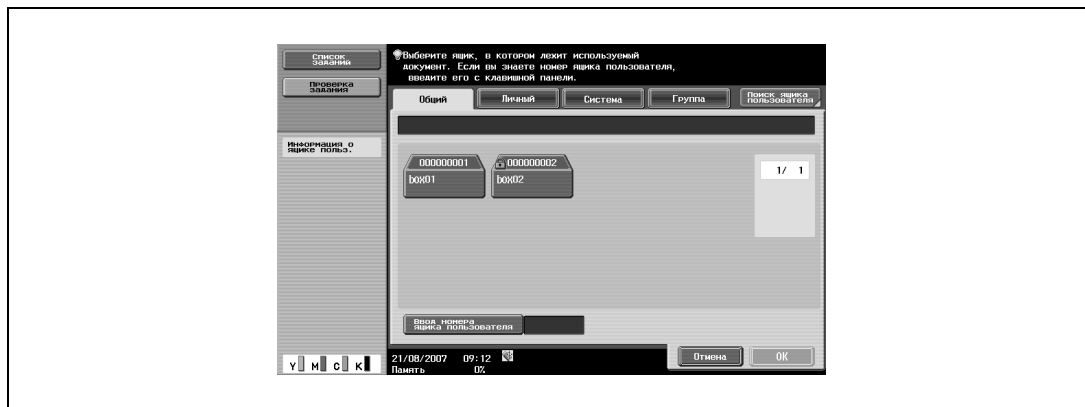 Список
заданий
Проверка
задания
Информация о
ящике польз.
Выберите ящик, в котором лежит используемый
документ. Если вы знаете номер ящика пользователя,
введите его с клавишной панели.
Общий
Личный
Система
Группа
Поиск ящика
пользователя
000000001
box01
000000002
box02
1/ 1
Ввод номера
ящика пользователя
Y M C K
21/08/2007 09:12
Память 0%
Отмена
OK